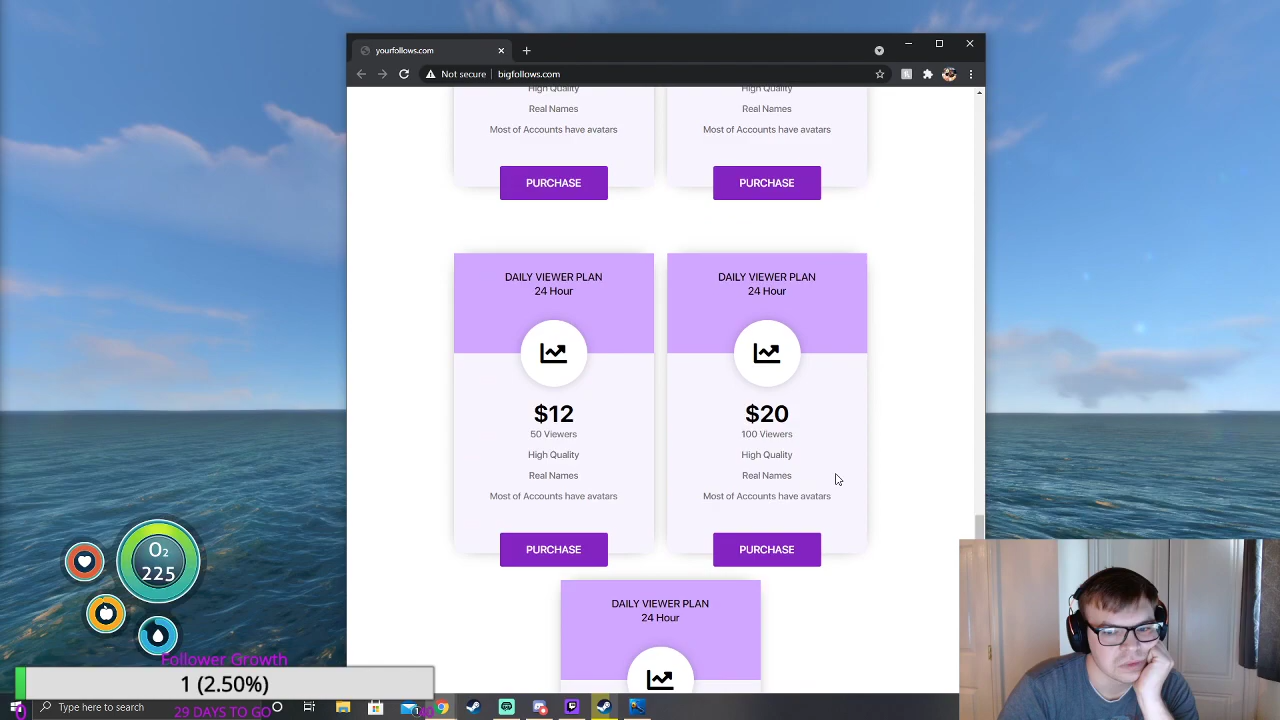 yourfollows.com
Not secure
bigfollows.com
High Quality
Real Names
Most of Accounts have avatars
PURCHASE
High Quality
Real Names
Most of Accounts have avatars
PURCHASE
DAILY VIEWER PLAN
24 Hour
$12
50 Viewers
High Quality
Real Names
Most of Accounts have avatars
PURCHASE
DAILY VIEWER PLAN
24 Hour
$20
100 Viewers
High Quality
Real Names
Most of Accounts have avatars
PURCHASE
DAILY VIEWER PLAN
24 Hour
O2
225
Follower Growth
1 (2.50%)
0
29 DAYS TO GO
Type here to search